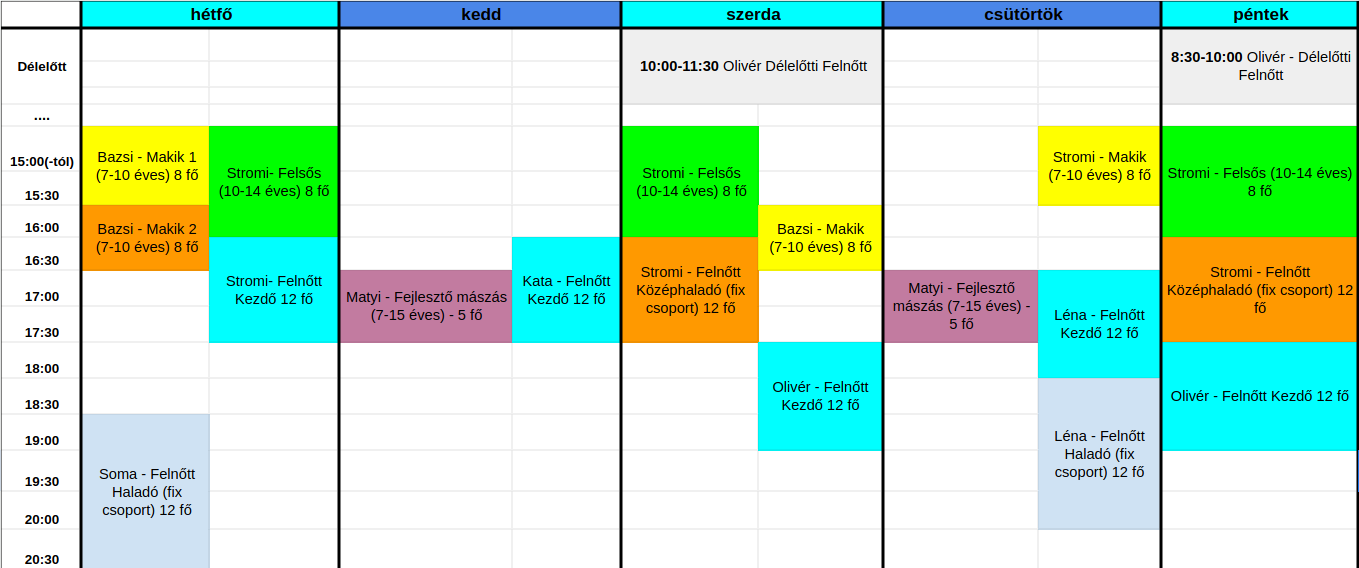 hétfő kedd szerda csütörtök péntek
Délelőtt
10:00-11:30 Olivér Délelőtti Felnőtt
8:30-10:00 Olivér - Délelőtti
Felnőtt
....
15:00(-tól)
Bazsi - Makik 1
(7-10 éves) 8 fő
Stromi- Felsős
(10-14 éves) 8 fő
Stromi - Felsős
(10-14 éves) 8 fő
Stromi - Makik
(7-10 éves) 8 fő
Stromi - Felsős (10-14 éves)
8 fő
15:30
16:00
Bazsi - Makik 2
(7-10 éves) 8 fő
Bazsi - Makik
(7-10 éves) 8 fő
16:30
Stromi- Felnőtt
Kezdő 12 fő
Kata - Felnőtt
Kezdő 12 fő
Stromi - Felnőtt
Középhaladó (fix
csoport) 12 fő
Stromi - Felnőtt
Középhaladó (fix csoport) 12
fő
17:00
Matyi - Fejlesztő mászás
(7-15 éves) - 5 fő
Matyi - Fejlesztő
mászás (7-15 éves) -
5 fő
Léna - Felnőtt
Kezdő 12 fő
17:30
18:00
Olivér - Felnőtt
Kezdő 12 fő
Olivér - Felnőtt Kezdő 12 fő
18:30
19:00
Léna - Felnőtt
Haladó (fix
csoport) 12 fő
19:30
Soma - Felnőtt
Haladó (fix
csoport) 12 fő
20:00
20:30